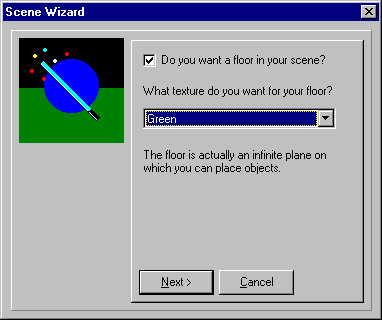 Scene Wizard
Do you want a floor in your scene?
What texture do you want for your floor?
Green
The floor is actually an infinite plane on
which you can place objects.
Next >
Cancel